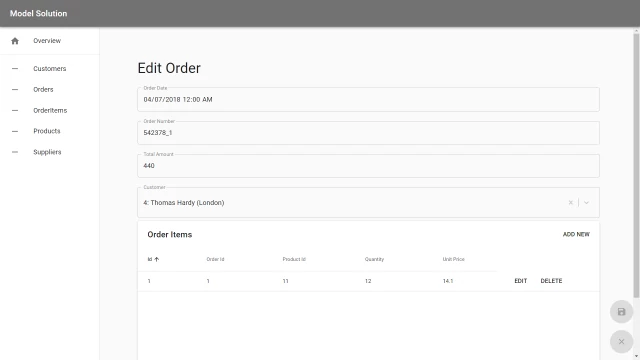 Model Solution
Overview
Customers
Orders
OrderItems
Products
Suppliers
Edit Order
Order Date
04/07/2018 12:00 AM
Order Number
542378_1
Total Amount
440
Customer
4: Thomas Hardy (London)
Order Items
ADD NEW
Id Order Id Product Id Quantity Unit Price
1 1 11 12 14.1 EDIT DELETE